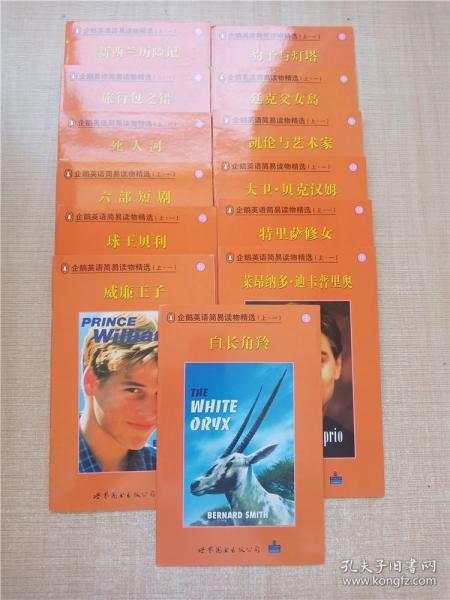 企鹅英语简易读物精选(上·一)
新西兰历险记
企鹅英语简易读物精选(上·一)
旅行包之错
企鹅英语简易读物精选(上·一)
死人河
企鹅英语简易读物精选(上·一)
六部短剧
企鹅英语简易读物精选(上·一)
球王贝利
企鹅英语简易读物精选(上·一)
威廉王子
PRINCE
William
世界图书出版公司
企鹅英语简易读物精选(上·一)
豹子与灯塔
企鹅英语简易读物精选(上·一)
廷克父女岛
企鹅英语简易读物精选(上·一)
凯伦与艺术家
企鹅英语简易读物精选(上·一)
大卫·贝克汉姆
企鹅英语简易读物精选(上·一)
特里萨修女
企鹅英语简易读物精选(上·一)
莱昂纳多·迪卡普里奥
prio
企鹅英语简易读物精选(上·一)
白长角羚
THE
WHITE
ORYX
BERNARD SMITH
世界图书出版公司
孔夫子旧书网
www.kongfz.com